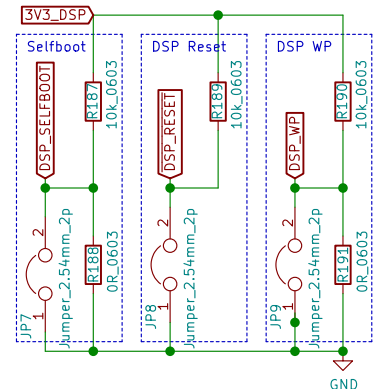 3V3_DSP
Selfboot
DSP Reset
DSP WP
DSP_SELFBOOT
R187
10k_0603
DSP_RESET
R189
10k_0603
DSP_WP
R190
10k_0603
2
1
JP7
Jumper_2.54mm_2p
R188
0R_0603
2
1
JP8
Jumper_2.54mm_2p
2
1
JP9
Jumper_2.54mm_2p
R191
0R_0603
GND